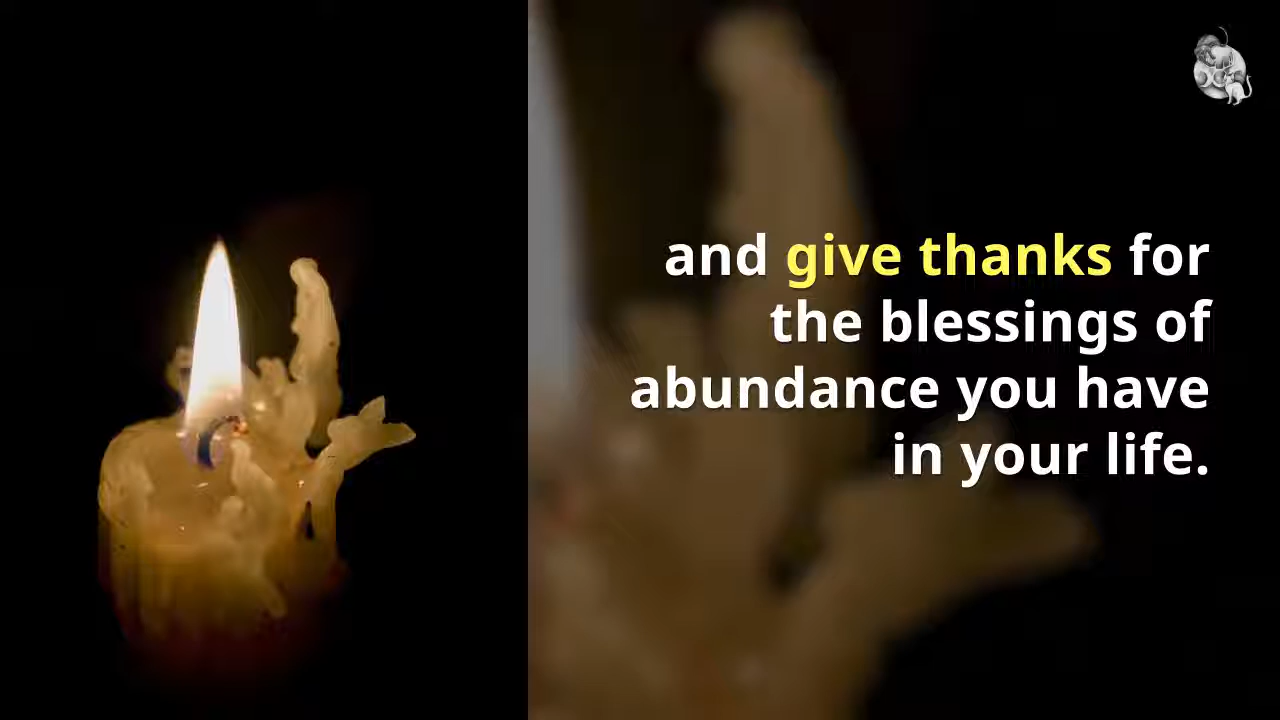 and give thanks for
the blessings of
abundance you have
in your life.